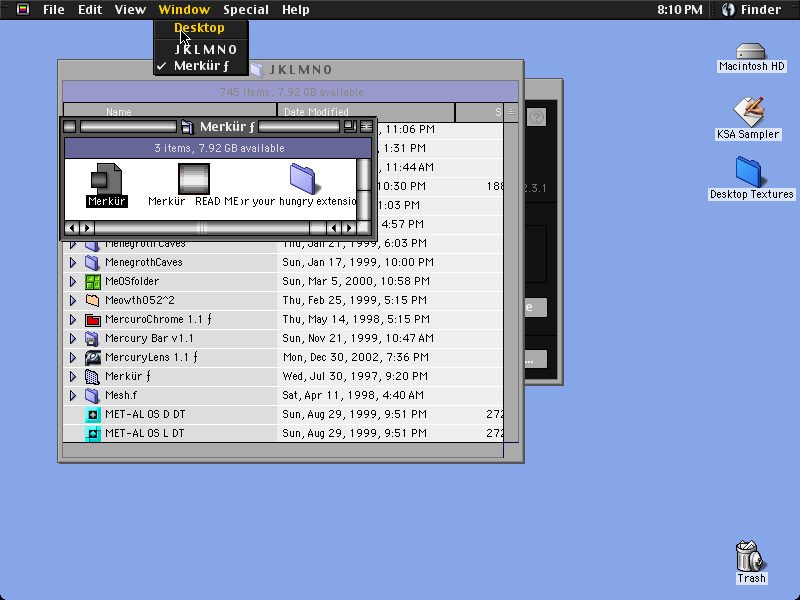 File Edit View Window Special Help 8:10 PM Finder
Desktop
J K L M N O
✓ Merkür ƒ
J K L M N O
745 items, 7.92 GB available
Name Date Modified S
Merkür ƒ
3 items, 7.92 GB available
Merkür
Merkür READ ME
or your hungry extensio
, 11:06 PM
, 1:31 PM
, 11:44 AM
10:30 PM 188
1:03 PM
4:57 PM
MenegrothCaves Thu, Jan 21, 1999, 6:03 PM
MenegrothCaves Sun, Jan 17, 1999, 10:00 PM
MeOSfolder Sun, Mar 5, 2000, 10:58 PM
Meowth052^2 Thu, Feb 25, 1999, 5:15 PM
MercuroChrome 1.1 ƒ Thu, May 14, 1998, 5:15 PM
Mercury Bar v1.1 Sun, Nov 21, 1999, 10:47 AM
MercuryLens 1.1 ƒ Mon, Dec 30, 2002, 7:36 PM
Merkür ƒ Wed, Jul 30, 1997, 9:20 PM
Mesh.f Sat, Apr 11, 1998, 4:40 AM
MET-AL OS D DT Sun, Aug 29, 1999, 9:51 PM 272
MET-AL OS L DT Sun, Aug 29, 1999, 9:51 PM 272
?
2.3.1
e
...
Macintosh HD
KSA Sampler
Desktop Textures
Trash